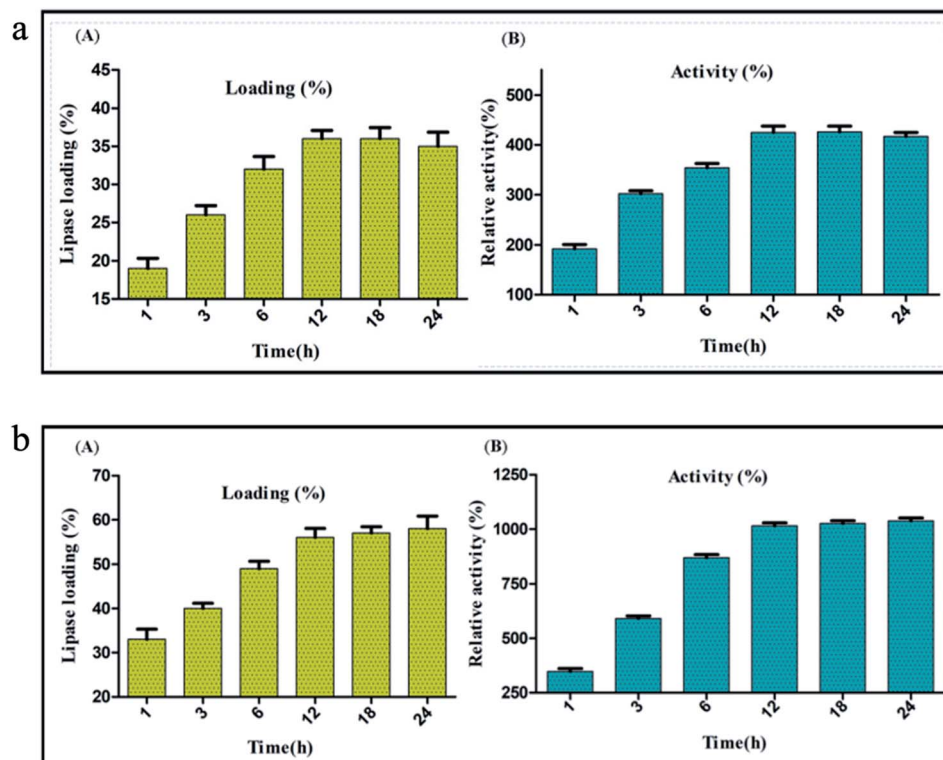 a
(A)
Loading (%)
Lipase loading (%)
45
40
35
30
25
20
15
1 3 6 12 18 24
Time(h)
(B)
Activity (%)
Relative activity(%)
500
400
300
200
100
1 3 6 12 18 24
Time(h)
b
(A)
Loading (%)
Lipase loading (%)
70
60
50
40
30
20
1 3 6 12 18 24
Time(h)
(B)
Activity (%)
Relative activity (%)
1250
1000
750
500
250
1 3 6 12 18 24
Time(h)